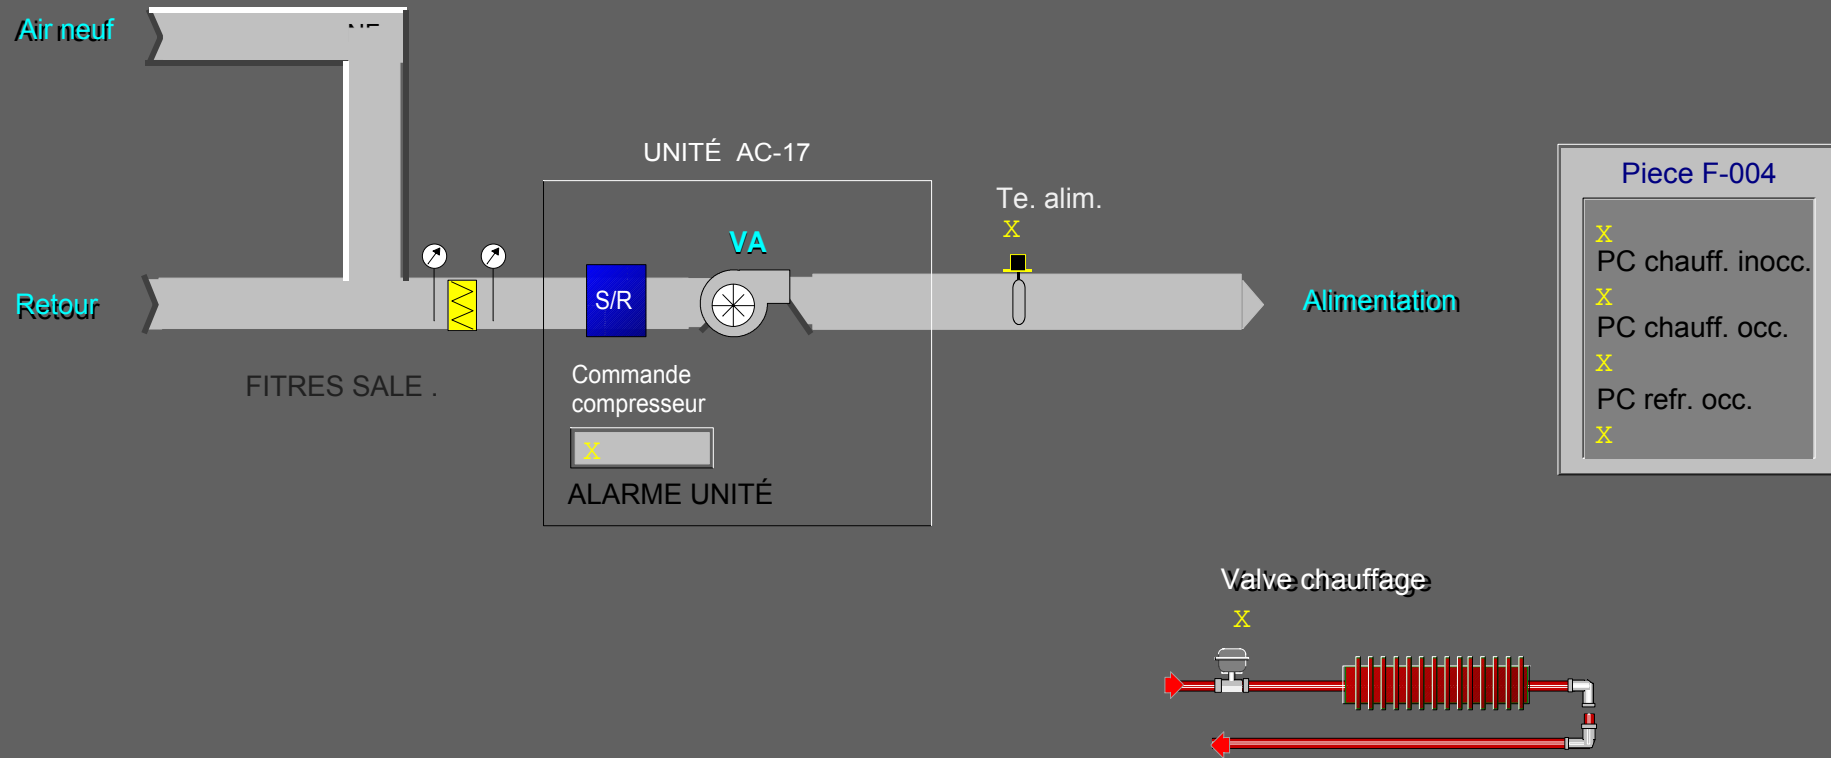 Air neuf
UNITÉ AC-17
Piece F-004
Te. alim.
X
VA
X
PC chauff. inocc.
Retour
S/R
Alimentation
X
PC chauff. occ.
X
FITRES SALE .
Commande
compresseur
PC refr. occ.
X
X
ALARME UNITÉ
Valve chauffage
X